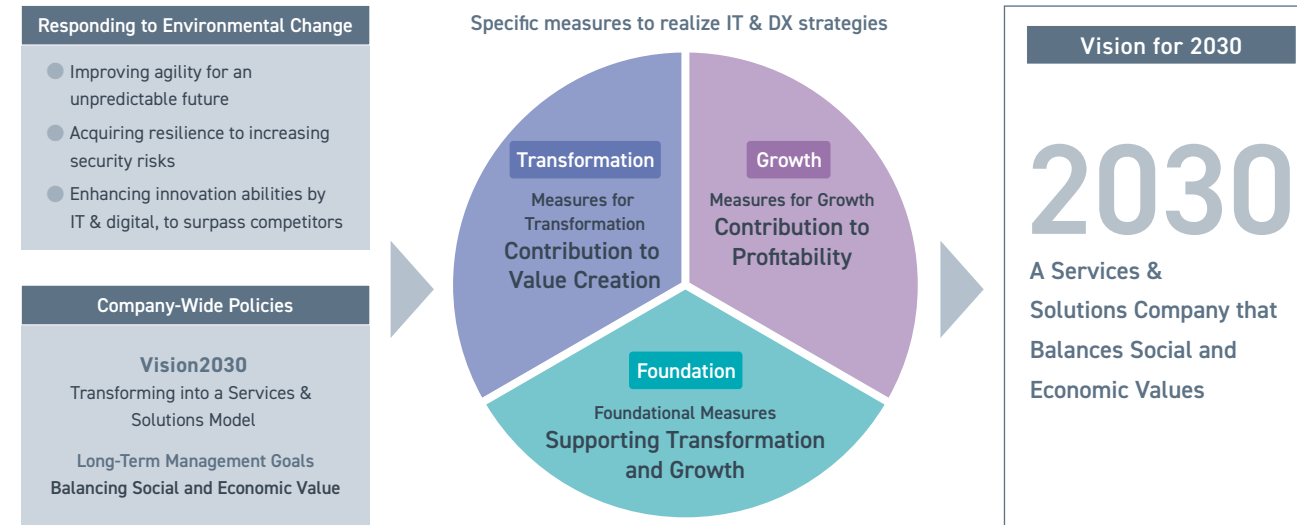 Responding to Environmental Change
Improving agility for an
unpredictable future
Acquiring resilience to increasing
security risks
Enhancing innovation abilities by
IT & digital, to surpass competitors
Company-Wide Policies
Vision2030
Transforming into a Services &
Solutions Model
Long-Term Management Goals
Balancing Social and Economic Value
Specific measures to realize IT & DX strategies
Transformation
Measures for
Transformation
Contribution to
Value Creation
Growth
Measures for Growth
Contribution to
Profitability
Foundation
Foundational Measures
Supporting Transformation
and Growth
Vision for 2030
2030
A Services &
Solutions Company that
Balances Social and
Economic Values